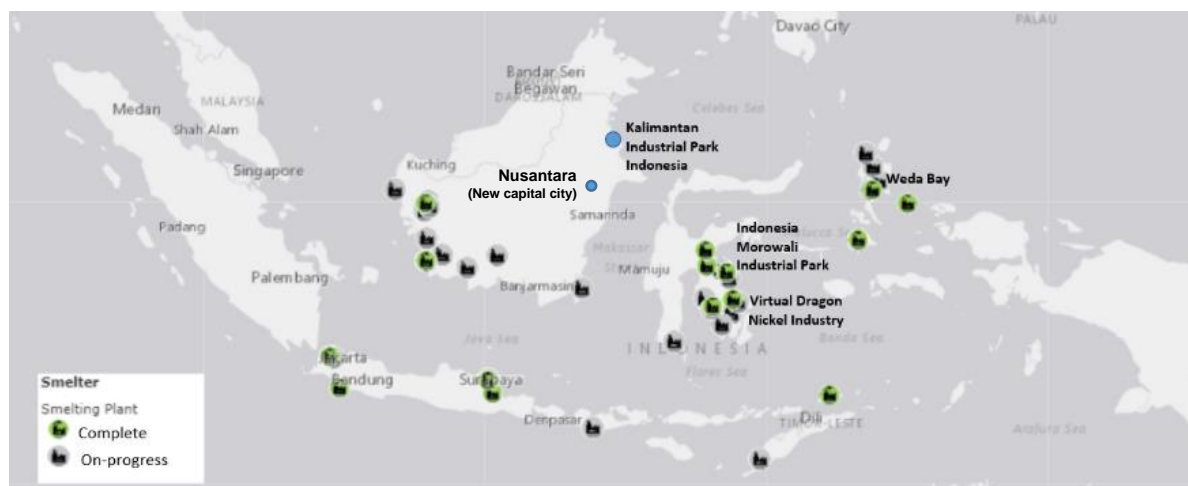 PALAU
Davao City
Bandar Seri
Begawan
DARUSSALAM
Medan
MALAYSIA
Shah Alam
Celebes Sea
Kalimantan
Industrial Park
Indonesia
Kuching
Singapore
Nusantara
(New capital city)
Weda Bay
Samarinda
Padang
Indonesia
Morowali
Industrial Park
Makassar
Mamuju
Palembang
Banjarmasin
Virtual Dragon
Nickel Industry
Java Sea
INDONESIA
Banda Sea
Jakarta
Flores Sea
Bandung
Surabaya
Smelter
Smelting Plant
Complete
On-progress
Denpasar
Dili
TIMOR-LESTE
Arafura Sea